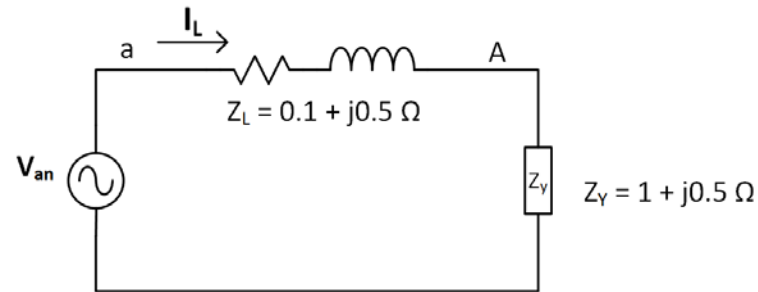 I_L
a
A
Z_L = 0.1 + j0.5 Ω
V_an
Z_y
Z_Y = 1 + j0.5 Ω